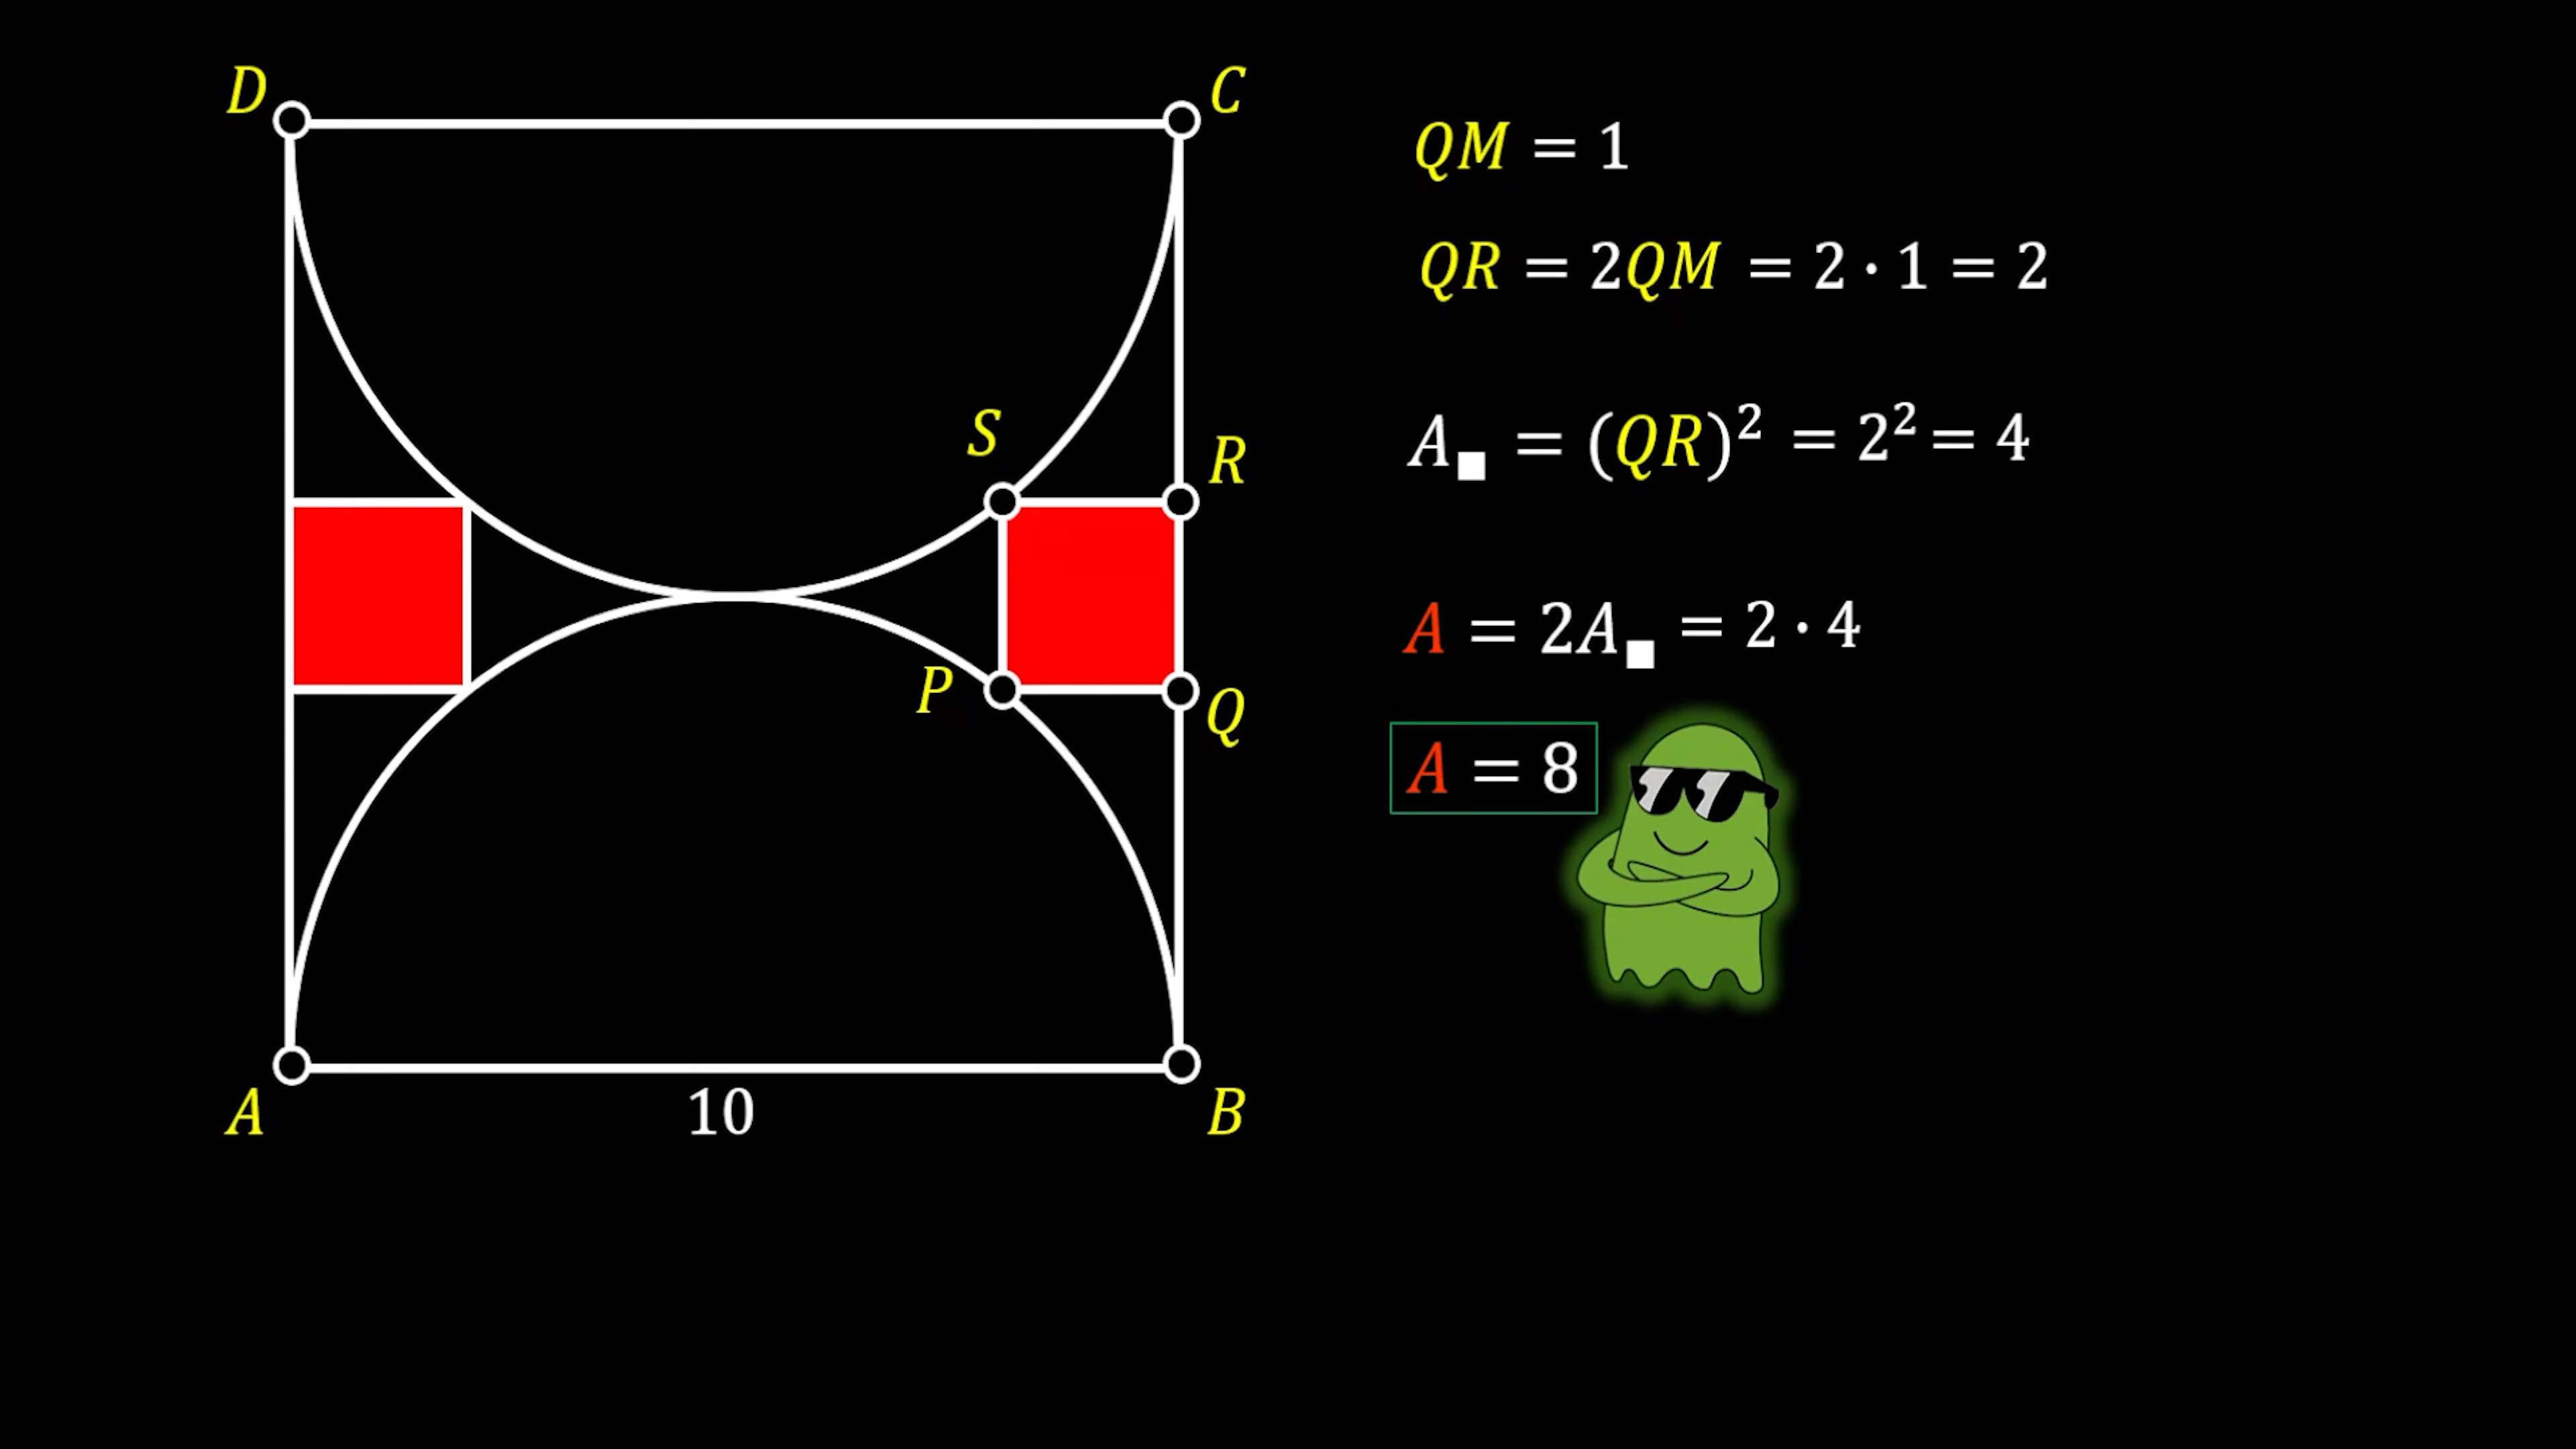 D
C
S
R
P
Q
A
10
B
QM = 1
QR = 2QM = 2 · 1 = 2
A■ = (QR)² = 2² = 4
A = 2A■ = 2 · 4
A = 8